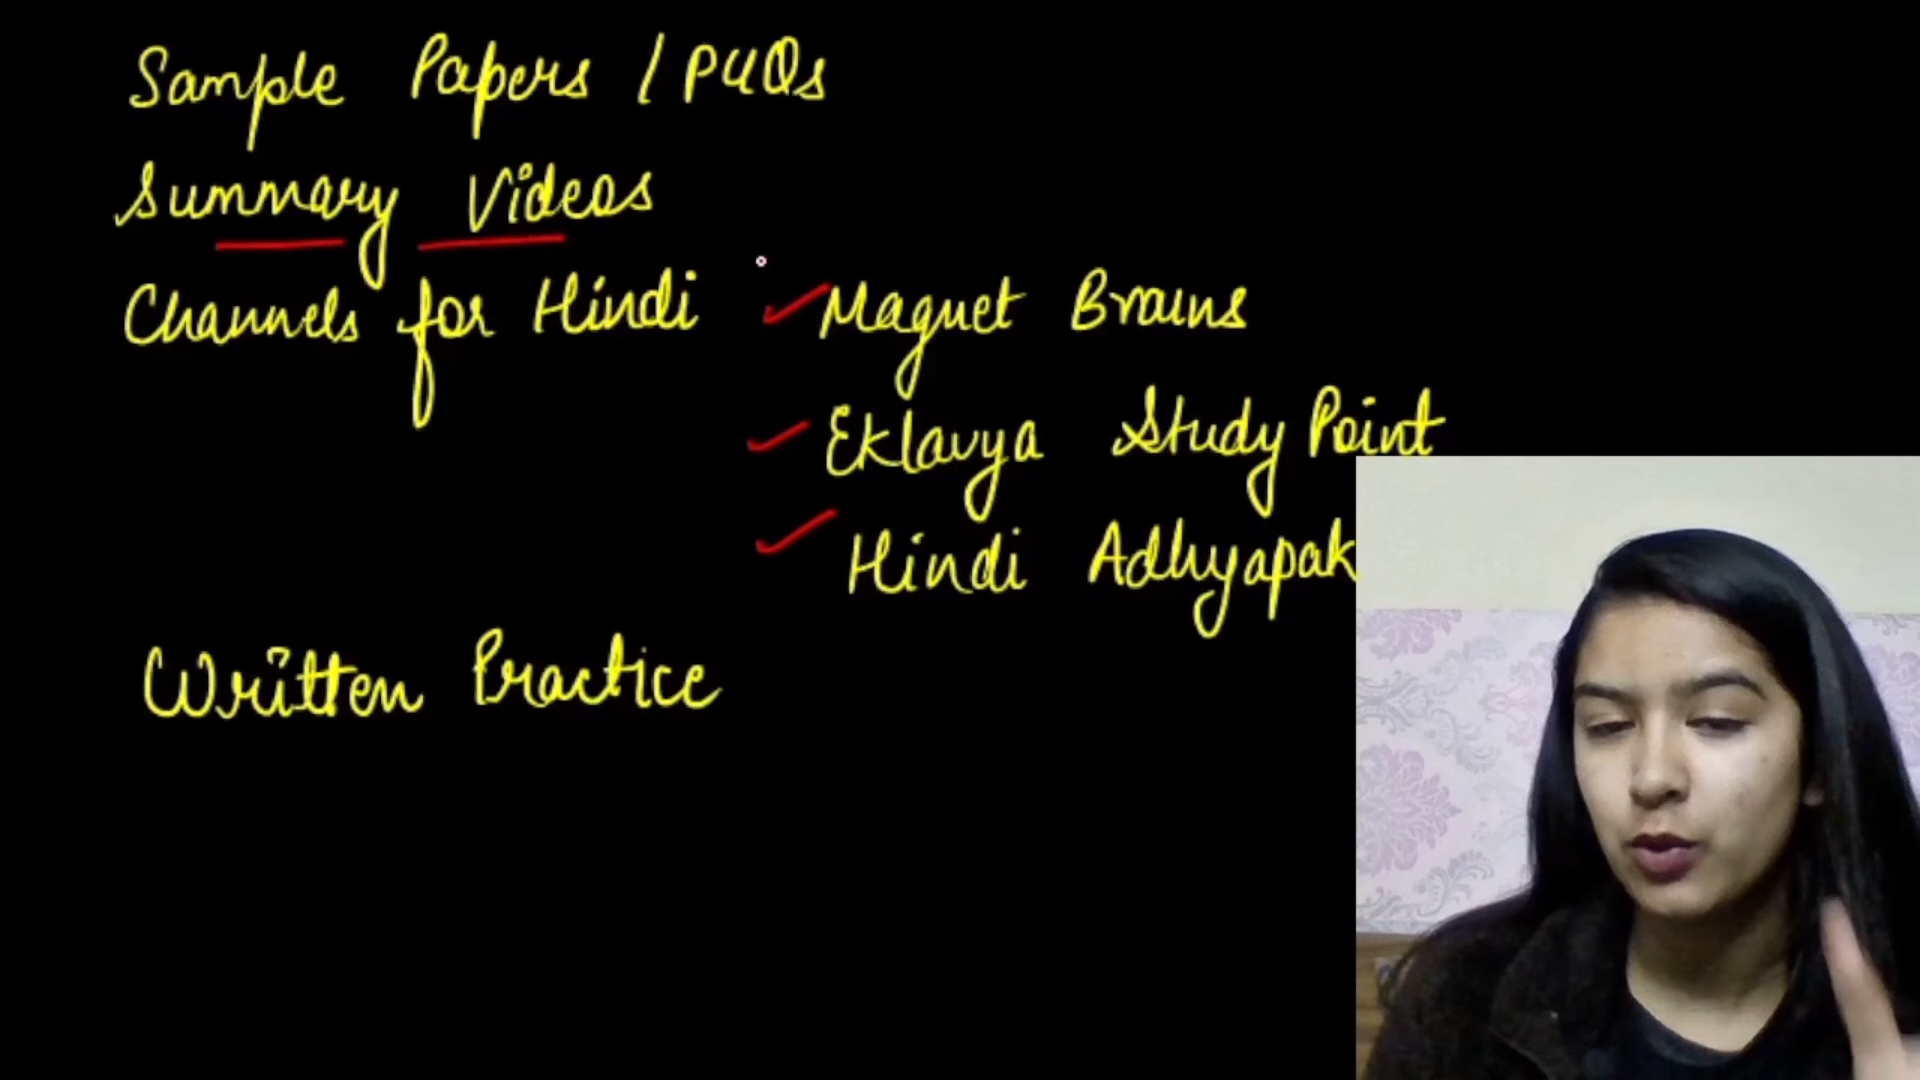 Sample Papers / PYQs
Summary Videos
Channels for Hindi Magnet Brains
Eklavya Study Point
Hindi Adhyapak
Written Practice